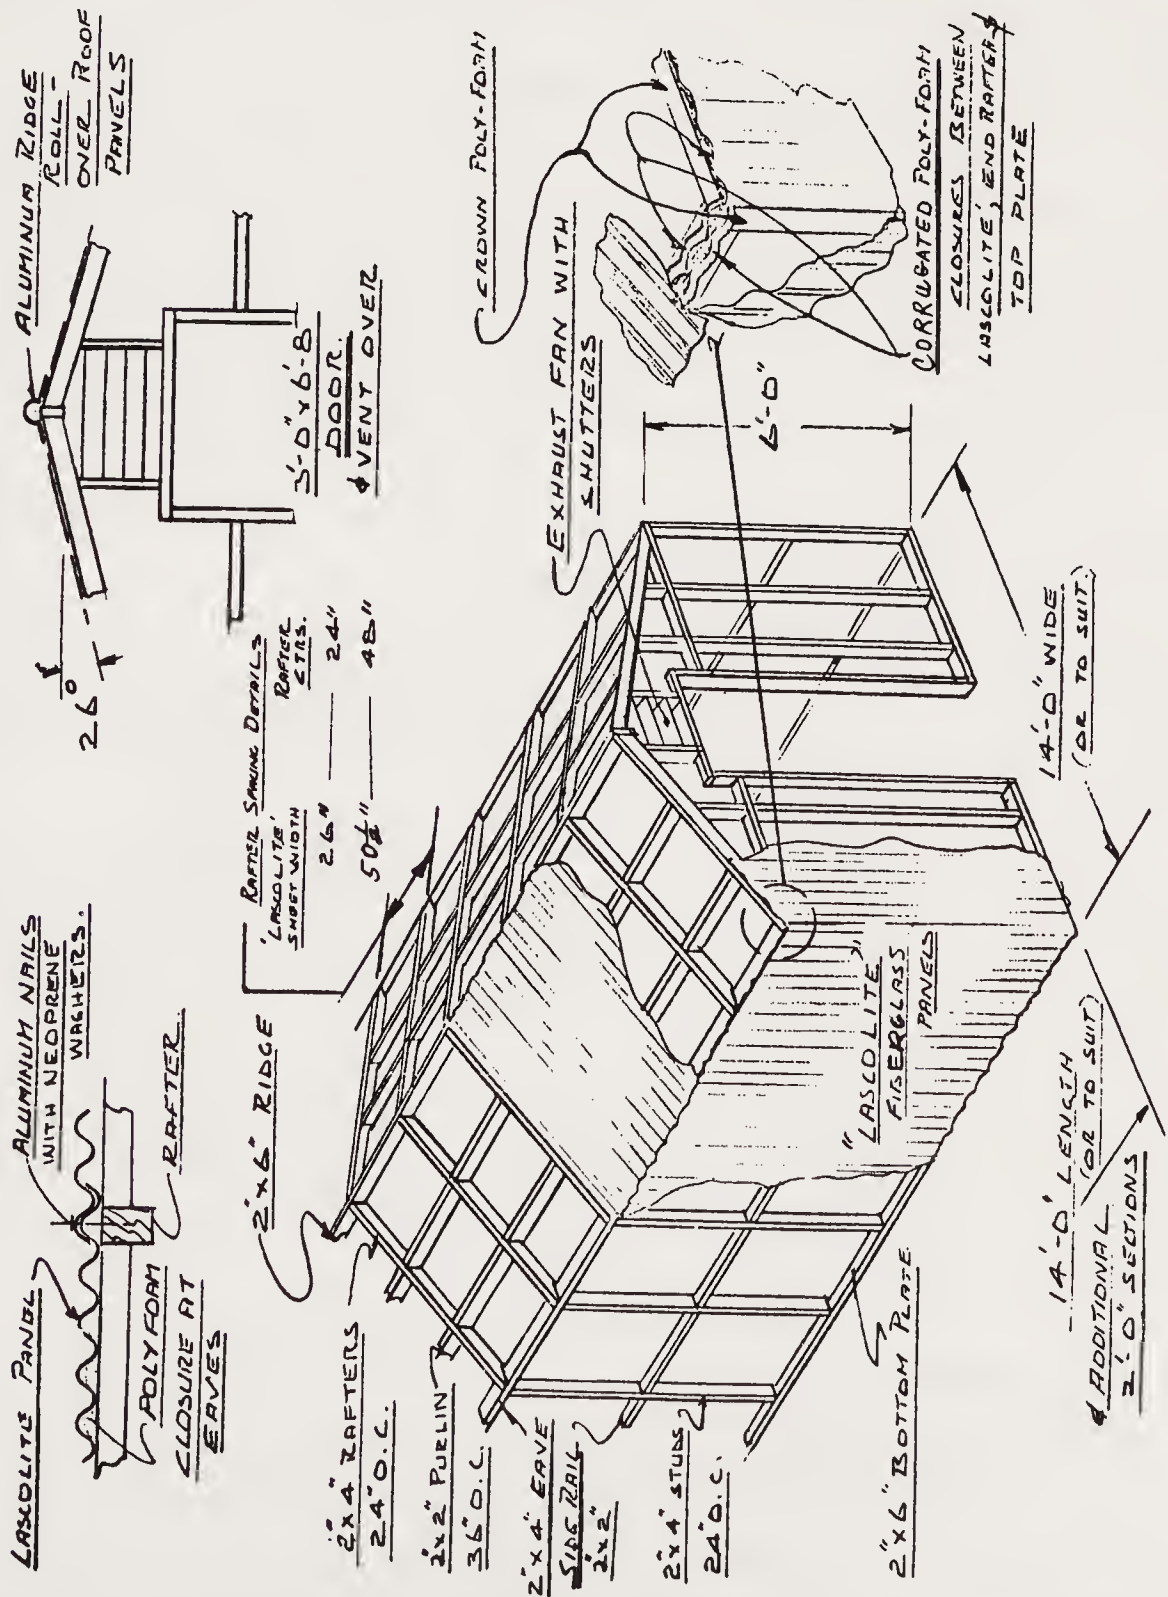 LASCOLITE PANEL
ALUMINUM NAILS
WITH NEOPRENE
WASHERS.
POLYFOAM
CLOSURE AT
EAVES
RAFTER
26°
ALUMINUM RIDGE
ROLL -
OVER ROOF
PANELS
3'-0" x 6'-8
DOOR.
& VENT OVER
RAFTER SPACING DETAILS
'LASCOLITE'
SHEET WIDTH
RAFTER
CTRS.
26" 24"
50½" 48"
2"x6" RIDGE
2"x4" RAFTERS
24" O.C.
2"x2" PURLIN
36" O.C.
2"x4" EAVE
SIDE RAIL
2"x2"
2"x4" STUDS
24" O.C.
2"x6" BOTTOM PLATE
EXHAUST FAN WITH
SHUTTERS
CROWN POLY-FOAM
6'-0"
CORRUGATED POLY-FOAM
CLOSURES BETWEEN
LASCOLITE', END RAFTER &
TOP PLATE
"LASCOLITE"
FIBERGLASS
PANELS
14'-0" WIDE
(OR TO SUIT.)
14'-0" LENGTH
(OR TO SUIT)
& ADDITIONAL
2'-0" SECTIONS